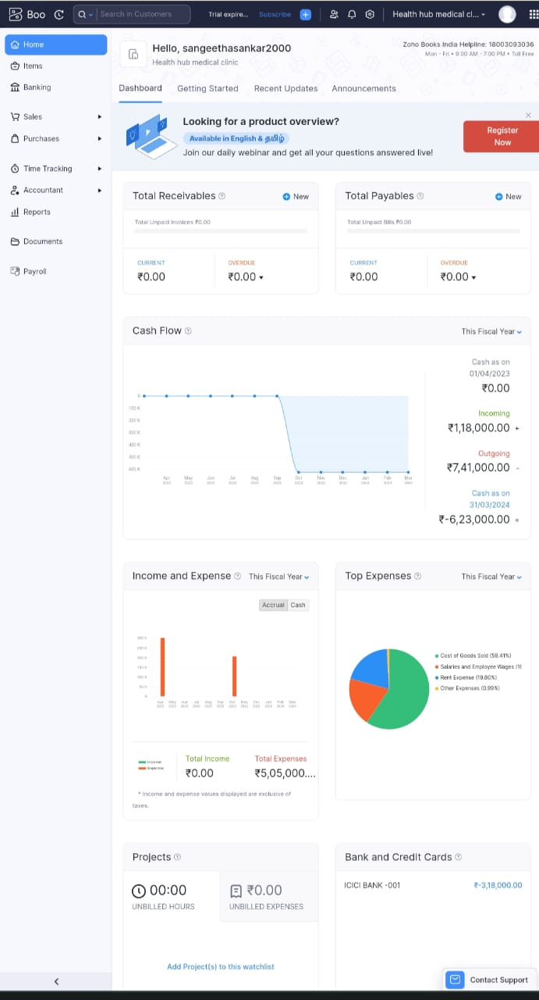 Boo
Search in Customers
Trial expire...
Subscribe
Health hub medical cl...
Home
Items
Banking
Sales
Purchases
Time Tracking
Accountant
Reports
Documents
Payroll
Hello, sangeethasankar2000
Health hub medical clinic
Zoho Books India Helpline: 18003093036
Mon - Fri • 9:00 AM - 7:00 PM • Toll Free
Dashboard Getting Started Recent Updates Announcements
Looking for a product overview?
Available in English & தமிழ்
Join our daily webinar and get all your questions answered live!
Register
Now
Total Receivables
New
Total Unpaid Invoices ₹0.00
CURRENT
₹0.00
OVERDUE
₹0.00
Total Payables
New
Total Unpaid Bills ₹0.00
CURRENT
₹0.00
OVERDUE
₹0.00
Cash Flow
This Fiscal Year
0
-100 K
-200 K
-300 K
-400 K
-500 K
-600 K
Apr May Jun Jul Aug Sep Oct Nov Dec Jan Feb Mar
2023 2023 2023 2023 2023 2023 2023 2023 2023 2024 2024 2024
Cash as on
01/04/2023
₹0.00
Incoming
₹1,18,000.00 +
Outgoing
₹7,41,000.00 -
Cash as on
31/03/2024
₹-6,23,000.00 =
Income and Expense
This Fiscal Year
Accrual Cash
300 K
250 K
200 K
150 K
100 K
50 K
0
Apr May Jun Jul Aug Sep Oct Nov Dec Jan Feb Mar
2023 2023 2023 2023 2023 2023 2023 2023 2023 2024 2024 2024
Income
Expense
Total Income
₹0.00
Total Expenses
₹5,05,000....
* Income and expense values displayed are exclusive of
taxes.
Top Expenses
This Fiscal Year
Cost of Goods Sold (59.41%)
Salaries and Employee Wages (19
Rent Expense (19.80%)
Other Expenses (0.99%)
Projects
00:00
UNBILLED HOURS
₹0.00
UNBILLED EXPENSES
Add Project(s) to this watchlist
Bank and Credit Cards
ICICI BANK -001
₹-3,18,000.00
Contact Support